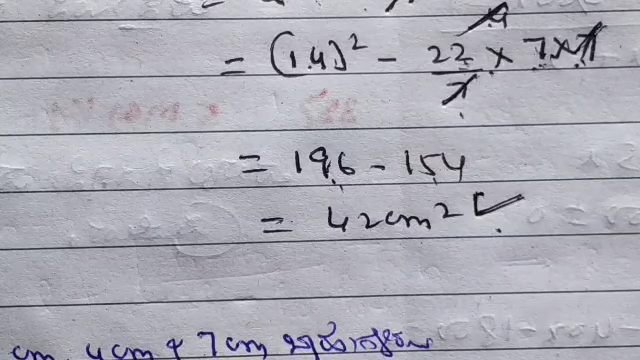 = (14)² - 22/7 × 7 × 7
= 196 - 154
= 42cm²
cm, 4cm & 7cm